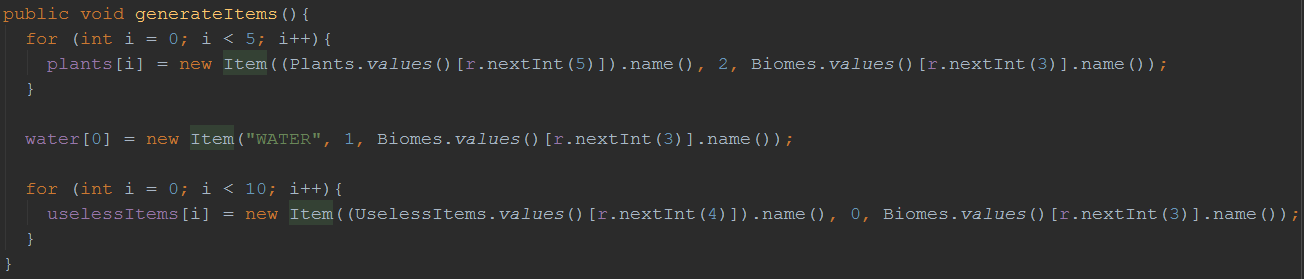 public void generateItems(){
for (int i = 0; i < 5; i++){
plants[i] = new Item((Plants.values()[r.nextInt(5)]).name(), 2, Biomes.values()[r.nextInt(3)].name());
}
water[0] = new Item("WATER", 1, Biomes.values()[r.nextInt(3)].name());
for (int i = 0; i < 10; i++){
uselessItems[i] = new Item((UselessItems.values()[r.nextInt(4)]).name(), 0, Biomes.values()[r.nextInt(3)].name());
}
}